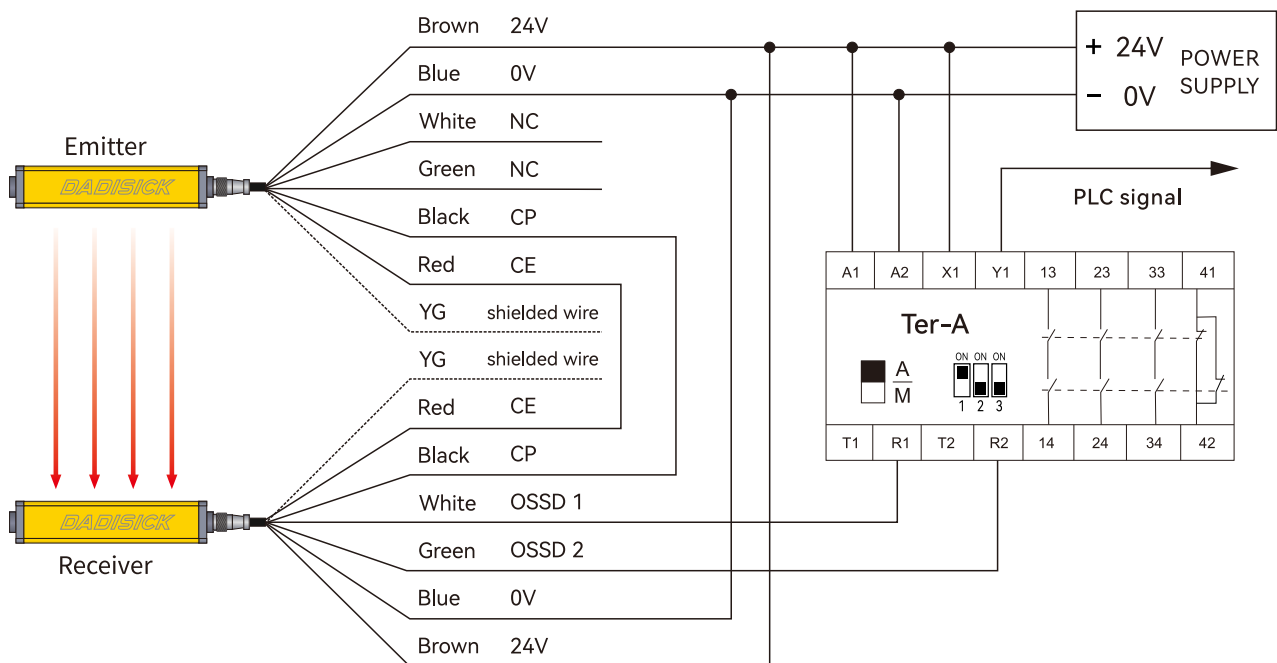 Brown 24V
Blue 0V
White NC
Green NC
Black CP
Red CE
YG shielded wire
YG shielded wire
Red CE
Black CP
White OSSD 1
Green OSSD 2
Blue 0V
Brown 24V
Emitter
DADISICK
DADISICK
Receiver
+ 24V
- 0V
POWER
SUPPLY
PLC signal
A1 A2 X1 Y1 13 23 33 41
Ter-A
A
M
ON ON ON
1 2 3
T1 R1 T2 R2 14 24 34 42